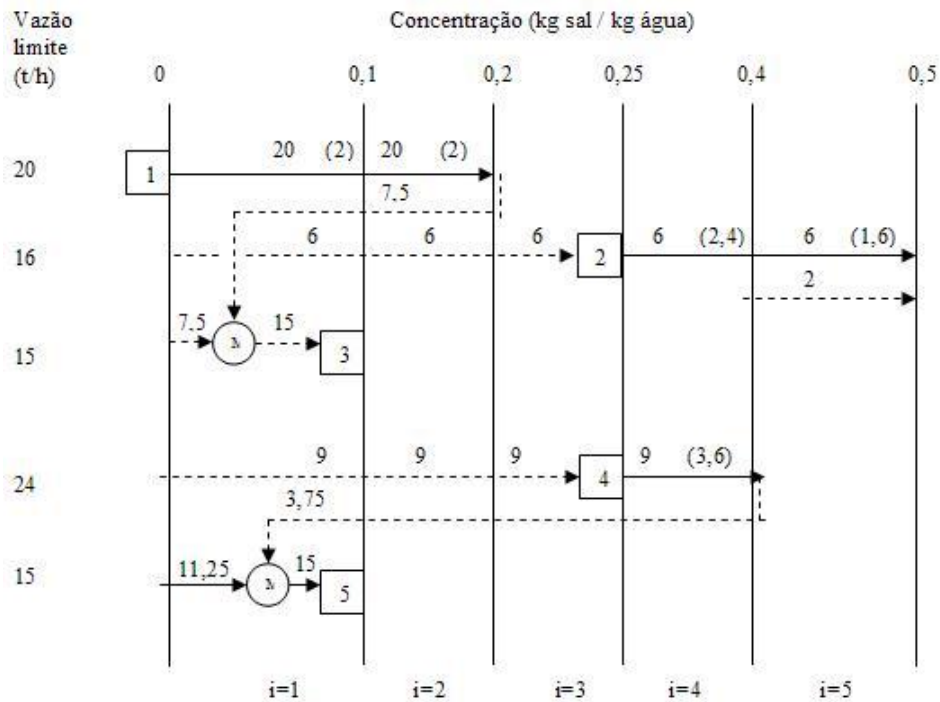 Vazão
limite
(t/h)
Concentração (kg sal / kg água)
0 0,1 0,2 0,25 0,4 0,5
20 (2) 20 (2)
20
1
7,5
6 6 6 6 (2,4) 6 (1,6)
16
2
2
7,5 15
15
3
9 9 9 9 (3,6)
24
4
3,75
11,25 15
15
5
i=1 i=2 i=3 i=4 i=5